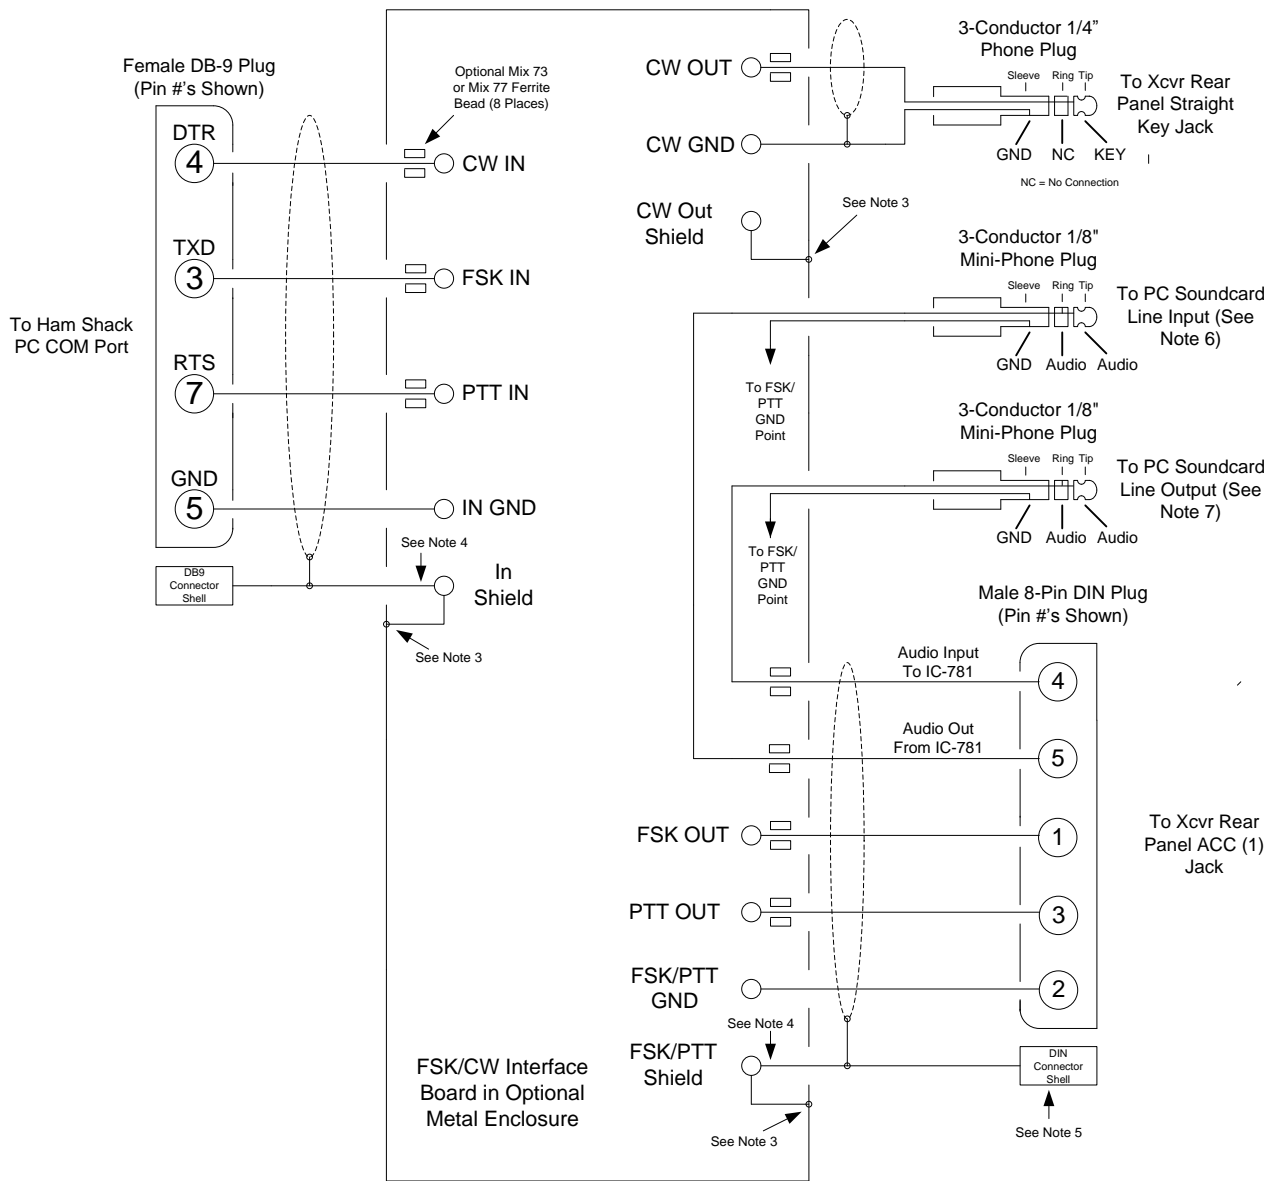 Female DB-9 Plug
(Pin #'s Shown)
DTR
4
TXD
3
RTS
7
GND
5
To Ham Shack
PC COM Port
DB9
Connector
Shell
Optional Mix 73
or Mix 77 Ferrite
Bead (8 Places)
CW IN
FSK IN
PTT IN
IN GND
See Note 4
In
Shield
See Note 3
CW OUT
CW GND
CW Out
Shield
See Note 3
3-Conductor 1/4”
Phone Plug
Sleeve
Ring
Tip
To Xcvr Rear
Panel Straight
Key Jack
GND
NC
KEY
NC = No Connection
3-Conductor 1/8"
Mini-Phone Plug
Sleeve
Ring
Tip
To PC Soundcard
Line Input (See
Note 6)
GND
Audio
Audio
To FSK/
PTT
GND
Point
3-Conductor 1/8"
Mini-Phone Plug
Sleeve
Ring
Tip
To PC Soundcard
Line Output (See
Note 7)
GND
Audio
Audio
To FSK/
PTT
GND
Point
Male 8-Pin DIN Plug
(Pin #'s Shown)
Audio Input
To IC-781
4
Audio Out
From IC-781
5
FSK OUT
1
PTT OUT
3
FSK/PTT
GND
2
To Xcvr Rear
Panel ACC (1)
Jack
See Note 4
FSK/PTT
Shield
See Note 3
DIN
Connector
Shell
See Note 5
FSK/CW Interface
Board in Optional
Metal Enclosure